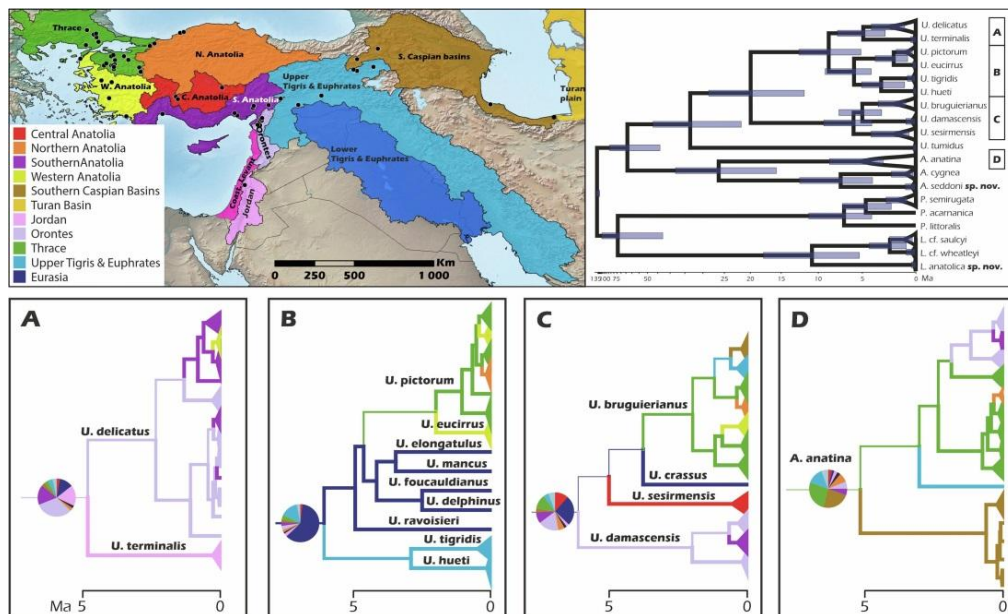 Thrace
N. Anatolia
W. Anatolia
C. Anatolia
S. Anatolia
Upper
Tigris & Euphrates
S. Caspian basins
Turan
plain
Orontes
Lower
Tigris & Euphrates
Coast. Levant
Jordan
Central Anatolia
Northern Anatolia
SouthernAnatolia
Western Anatolia
Southern Caspian Basins
Turan Basin
Jordan
Orontes
Thrace
Upper Tigris & Euphrates
Eurasia
Km
0 250 500 1 000
U. delicatus
U. terminalis
U. pictorum
U. eucirrus
U. tigridis
U. hueti
U. bruguierianus
U. damascensis
U. sesirmensis
U. tumidus
A. anatina
A. cygnea
A. seddoni sp. nov.
P. semirugata
P. acarnanica
P. littoralis
L. cf. saulcyi
L. cf. wheatleyi
L. anatolica sp. nov.
A
B
C
D
50 25 10 5 0 Ma
A
U. delicatus
U. terminalis
Ma 5 0
B
U. pictorum
U. eucirrus
U. elongatulus
U. mancus
U. foucauldianus
U. delphinus
U. ravoisieri
U. tigridis
U. hueti
5 0
C
U. bruguierianus
U. crassus
U. sesirmensis
U. damascensis
5 0
D
A. anatina
5 0